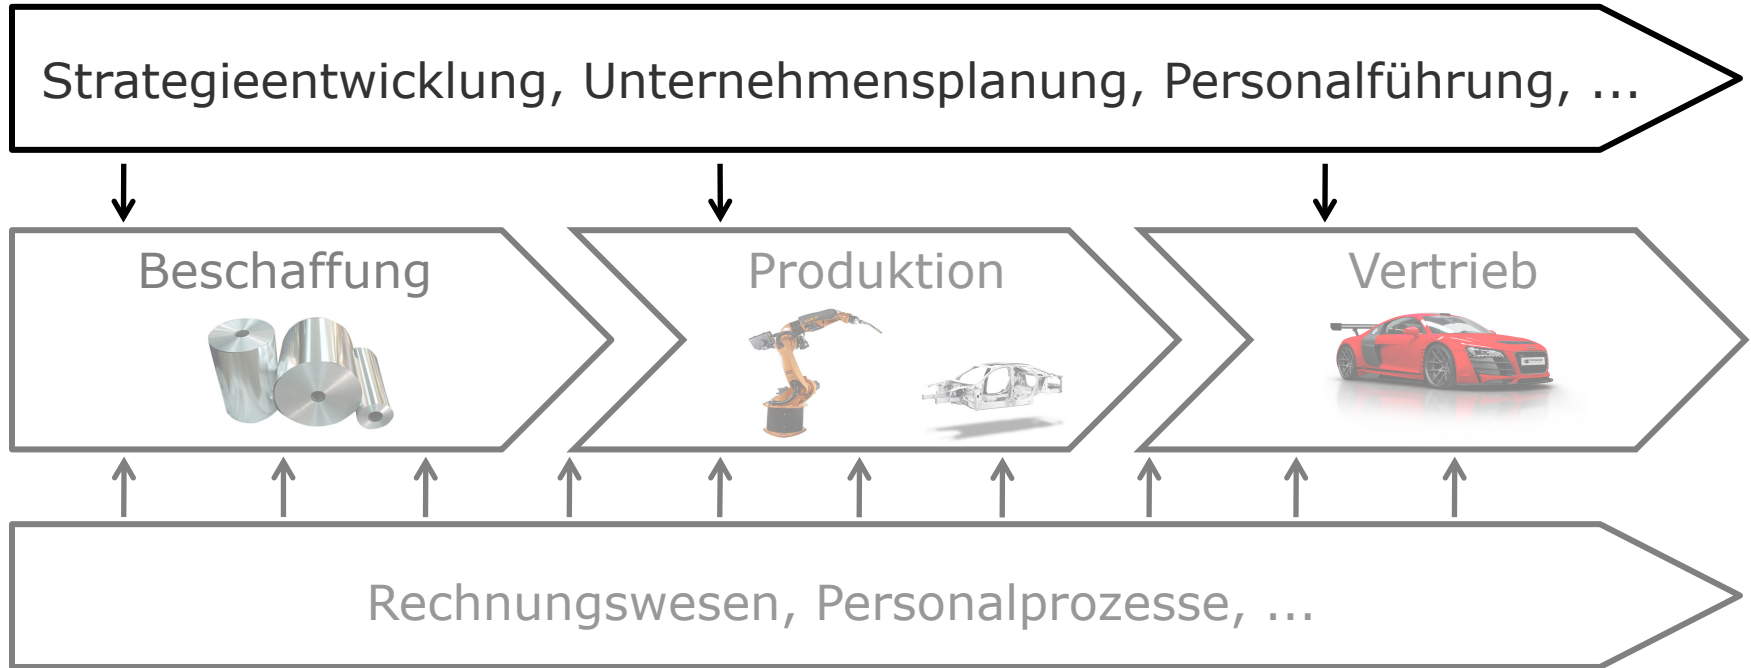 Strategieentwicklung, Unternehmensplanung, Personalführung, ...
Beschaffung
Produktion
Vertrieb
Rechnungswesen, Personalprozesse, ...